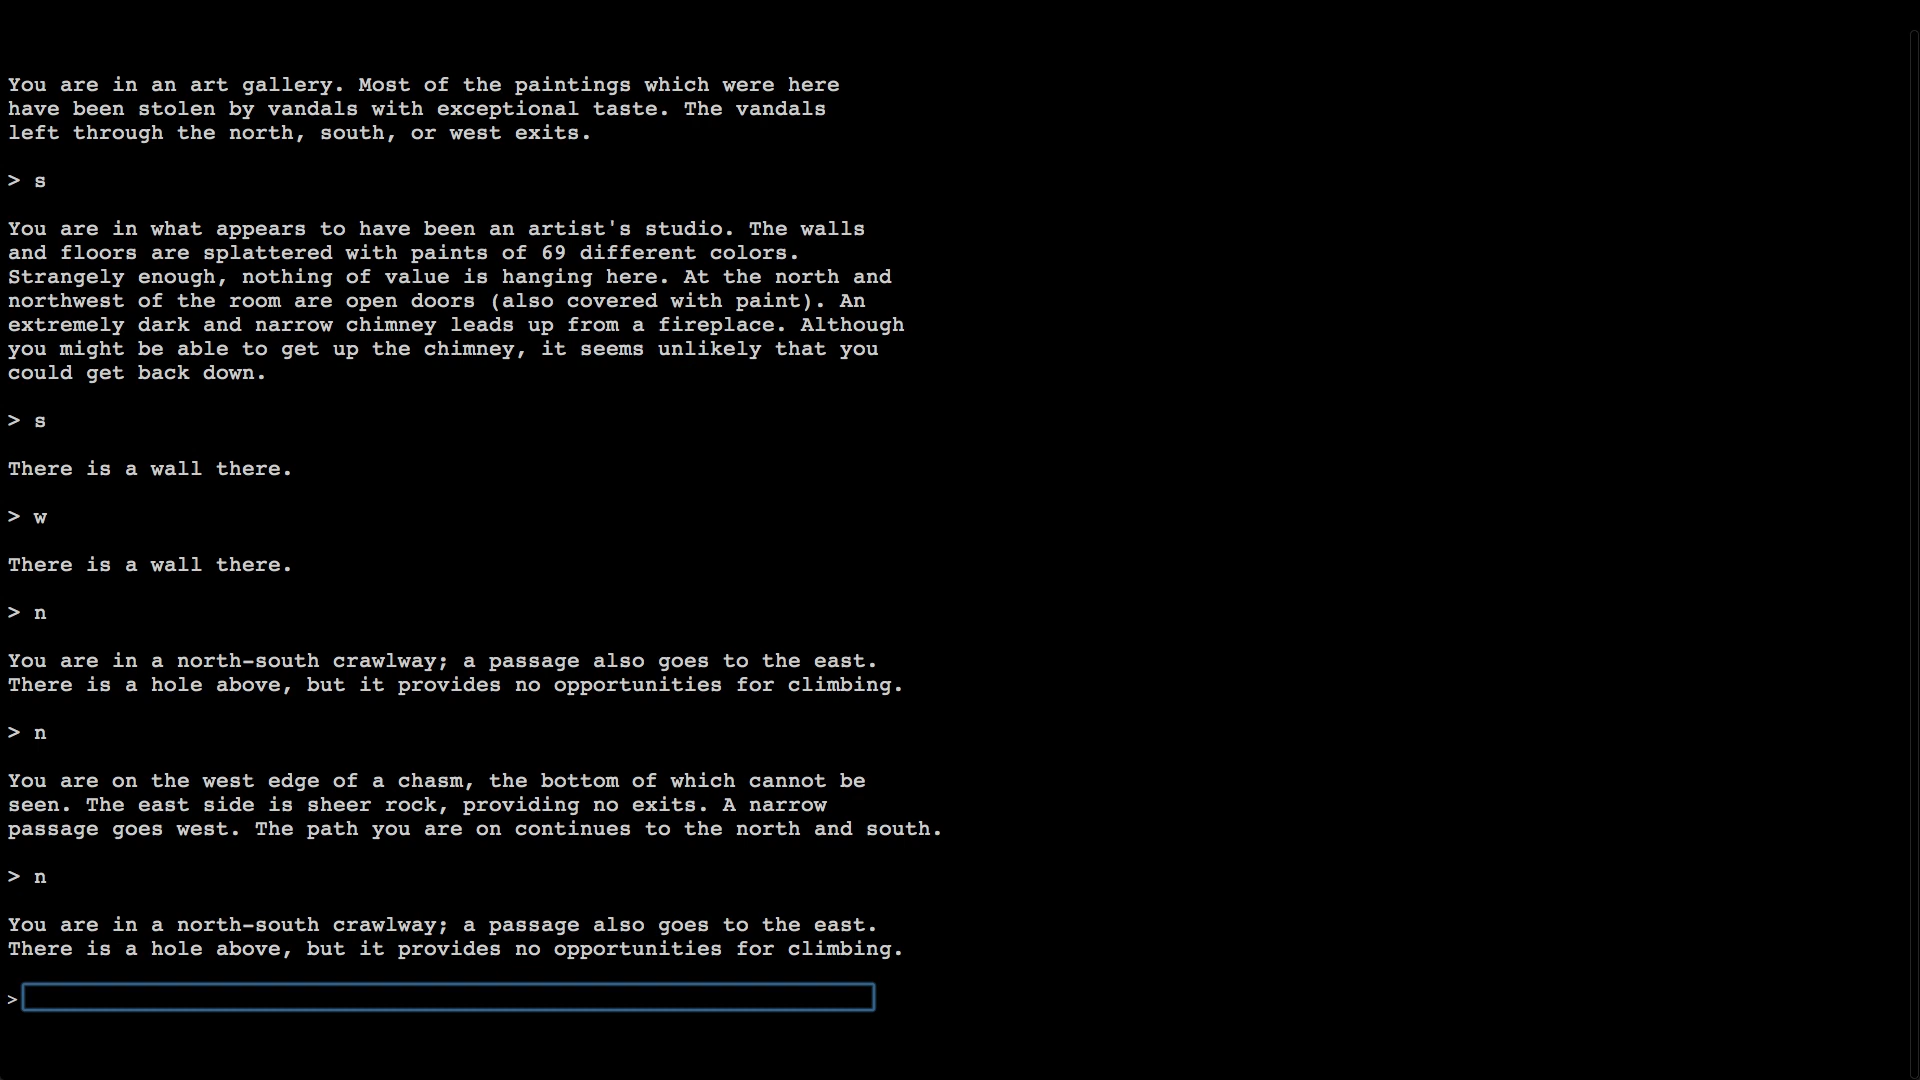 You are in an art gallery. Most of the paintings which were here
have been stolen by vandals with exceptional taste. The vandals
left through the north, south, or west exits.
> s
You are in what appears to have been an artist's studio. The walls
and floors are splattered with paints of 69 different colors.
Strangely enough, nothing of value is hanging here. At the north and
northwest of the room are open doors (also covered with paint). An
extremely dark and narrow chimney leads up from a fireplace. Although
you might be able to get up the chimney, it seems unlikely that you
could get back down.
> s
There is a wall there.
> w
There is a wall there.
> n
You are in a north-south crawlway; a passage also goes to the east.
There is a hole above, but it provides no opportunities for climbing.
> n
You are on the west edge of a chasm, the bottom of which cannot be
seen. The east side is sheer rock, providing no exits. A narrow
passage goes west. The path you are on continues to the north and south.
> n
You are in a north-south crawlway; a passage also goes to the east.
There is a hole above, but it provides no opportunities for climbing.
>